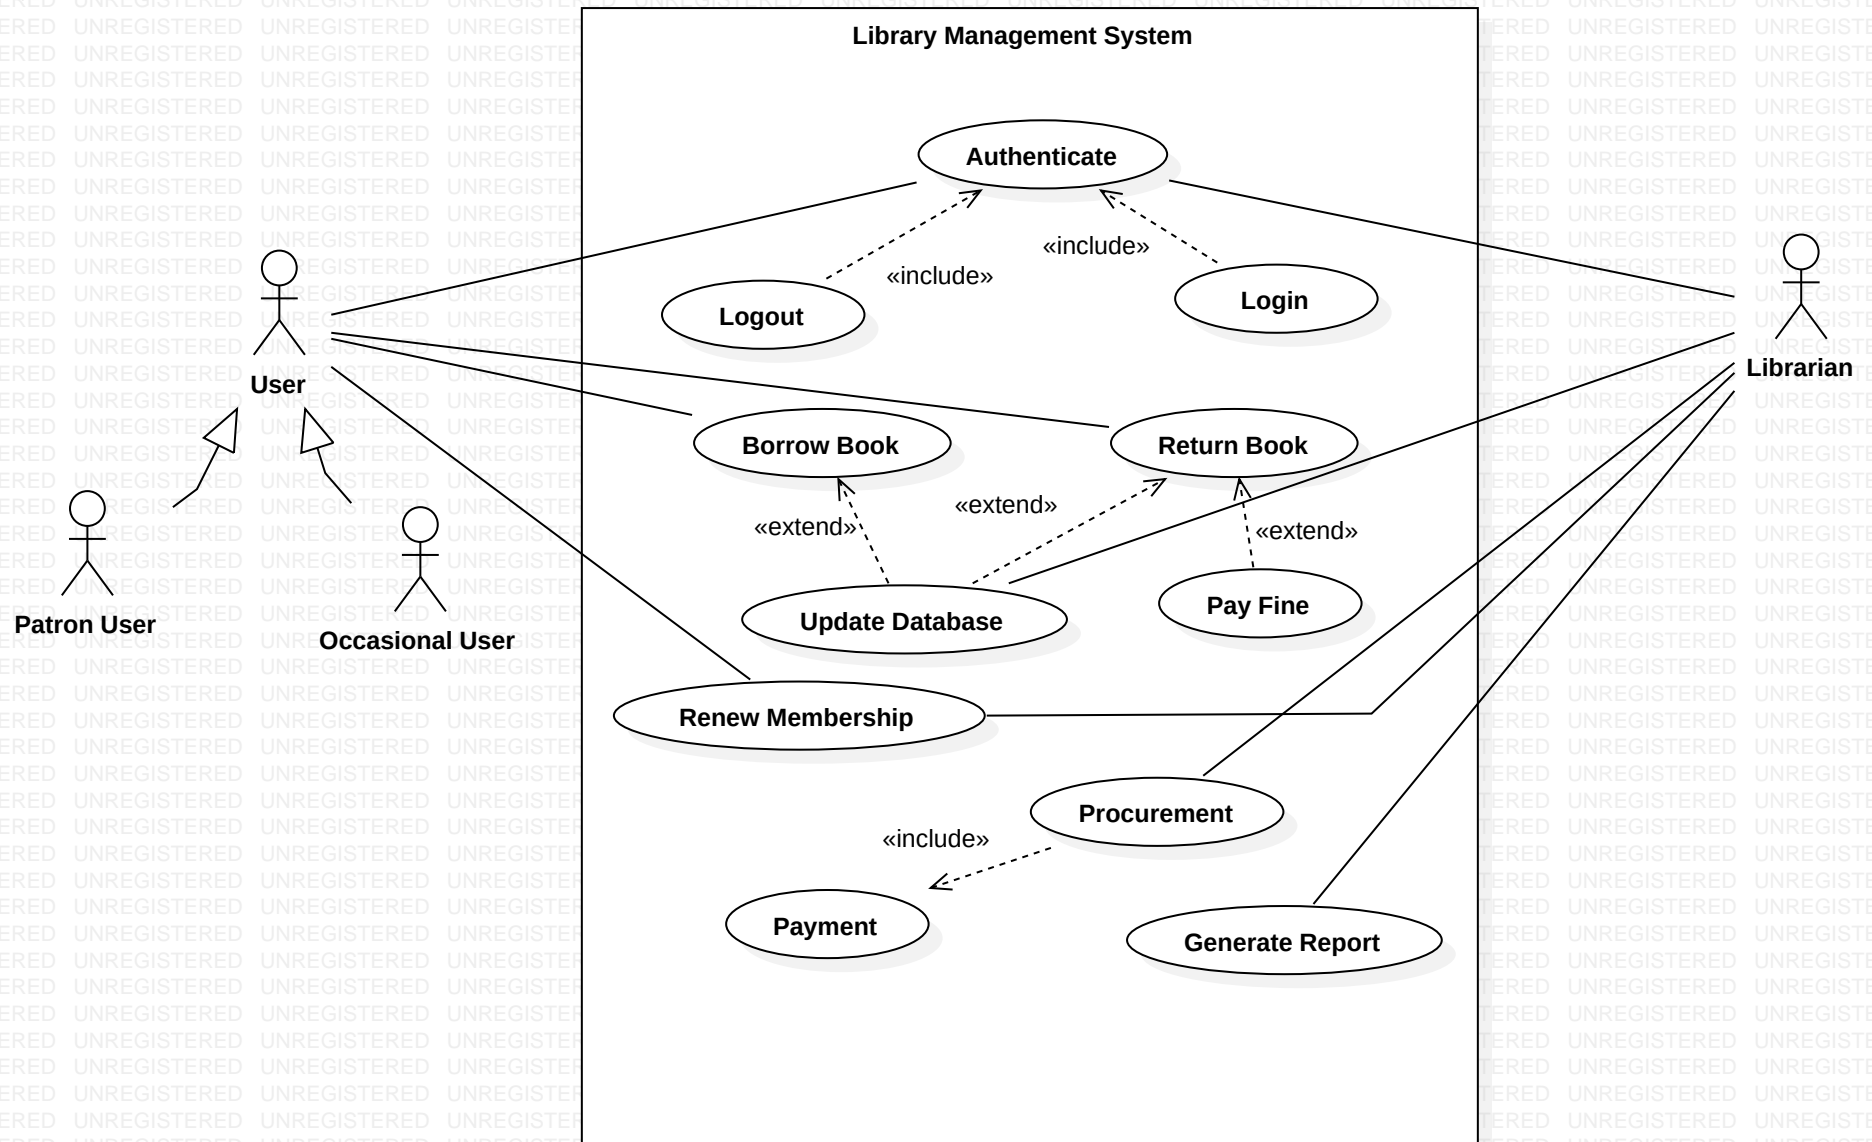 Library Management System
Authenticate
«include»
«include»
Logout
Login
User
Librarian
Borrow Book
Return Book
«extend»
«extend»
«extend»
Patron User
Occasional User
Update Database
Pay Fine
Renew Membership
Procurement
«include»
Payment
Generate Report
UNREGISTERED